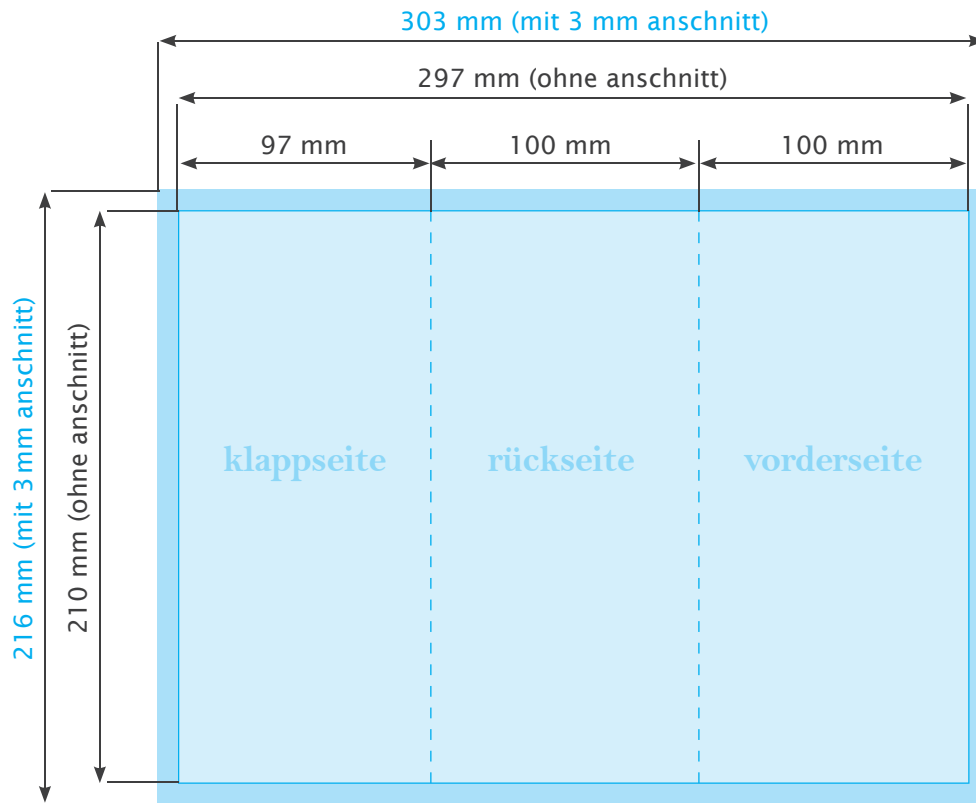 303 mm (mit 3 mm anschnitt)
297 mm (ohne anschnitt)
97 mm
100 mm
100 mm
216 mm (mit 3 mm anschnitt)
210 mm (ohne anschnitt)
klappseite
rückseite
vorderseite